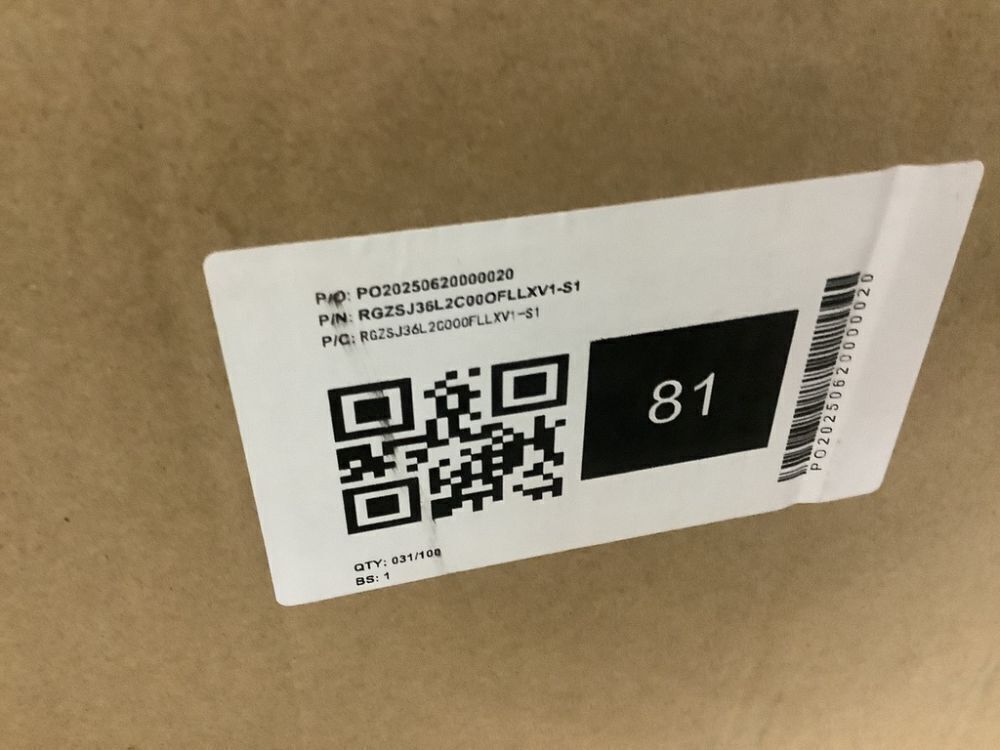 P/O: PO20250620000020
P/N: RGZSJ36L2C00OFLLXV1-S1
P/C: RGZSJ36L2C000FLLXV1-S1
81
PO20250620000020
QTY: 031/100
BS: 1